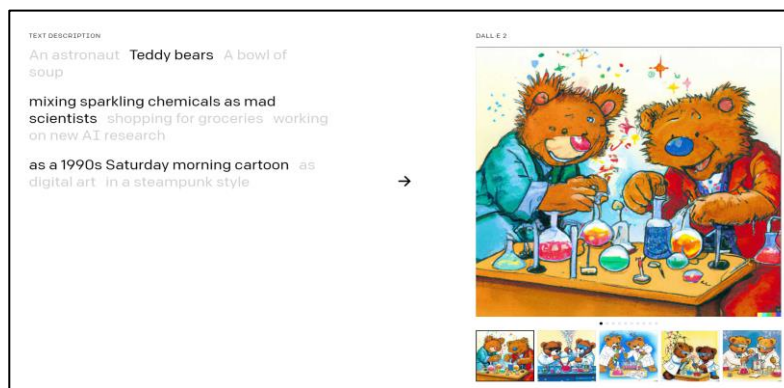 TEXT DESCRIPTION
An astronaut Teddy bears A bowl of
soup
mixing sparkling chemicals as mad
scientists shopping for groceries working
on new AI research
as a 1990s Saturday morning cartoon as
digital art in a steampunk style
→
DALL·E 2